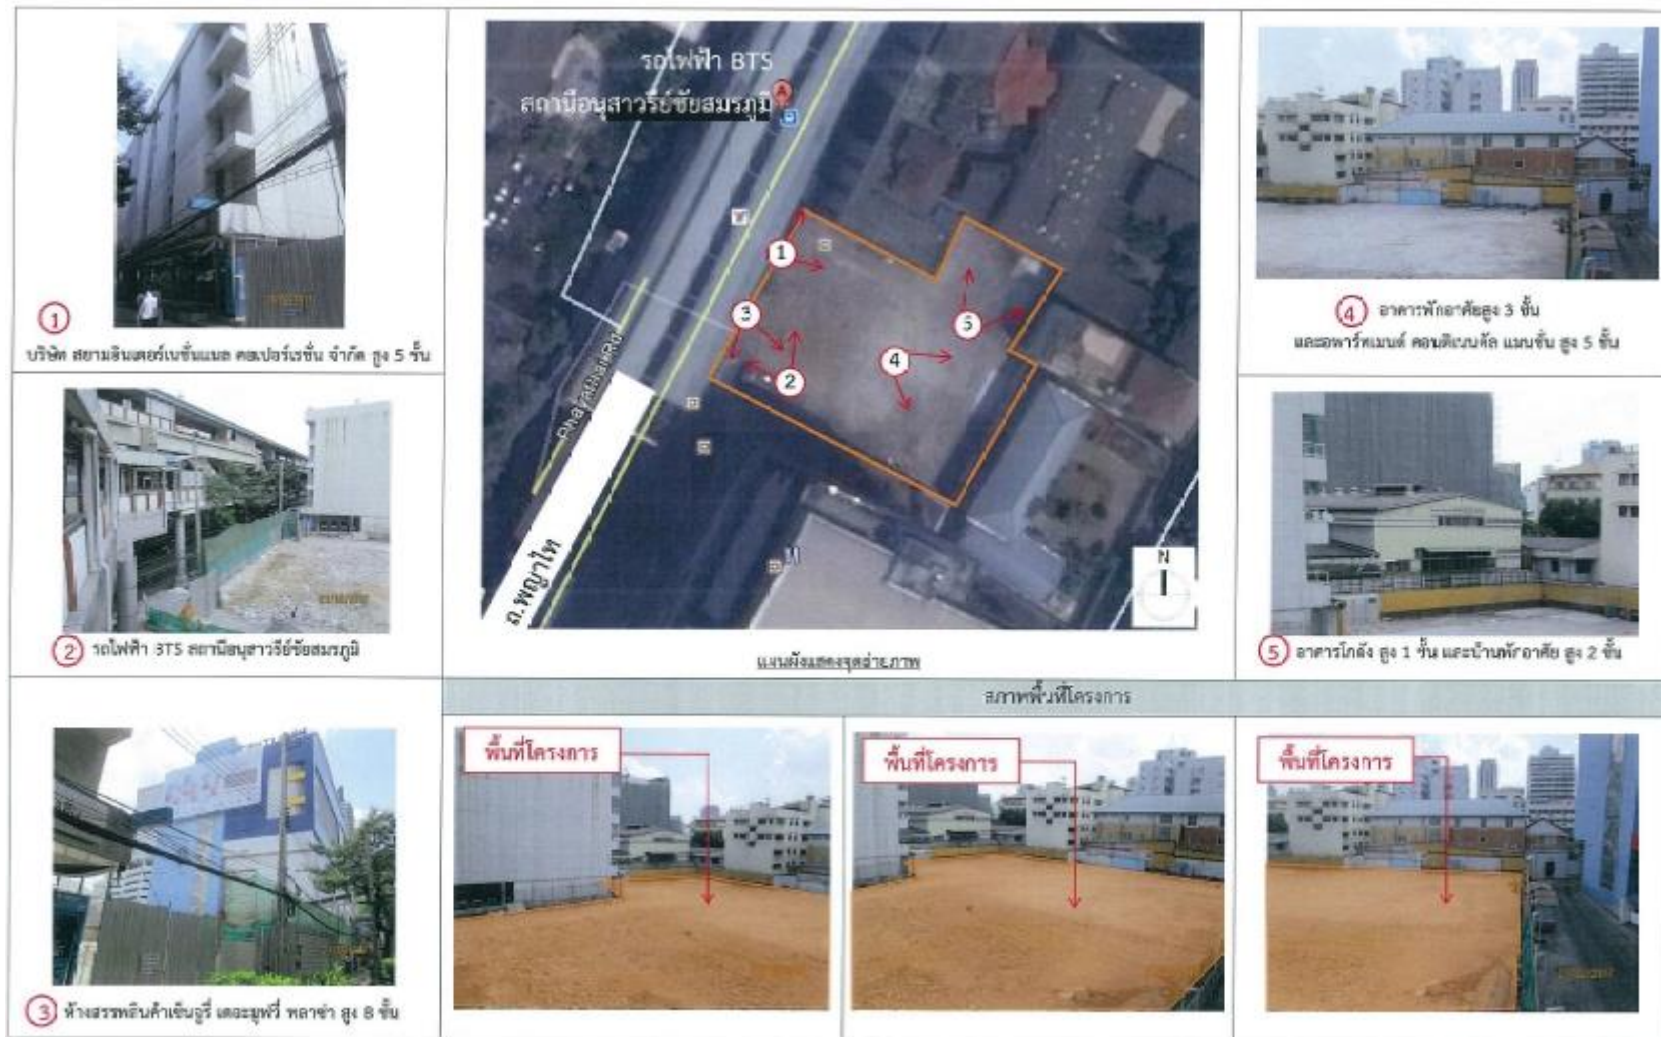 ① บริษัท สยามอินเตอร์เนชั่นแนล คอเปอร์เรชั่น จำกัด สูง 5 ชั้น
② รถไฟฟ้า BTS สถานีอนุสาวรีย์ชัยสมรภูมิ
③ ห้างสรรพสินค้าเซ็นจูรี่ เดอะมูฟวี่ พลาซ่า สูง 8 ชั้น
รถไฟฟ้า BTS
สถานีอนุสาวรีย์ชัยสมรภูมิ
A
1
3
2
5
4
Phayathai Rd
ถ.พญาไท
M
N
แผนผังแสดงจุดถ่ายภาพ
④ อาคารพักอาศัยสูง 3 ชั้น
และอพาร์ทเมนต์ คอนติเนนตัล แมนชั่น สูง 5 ชั้น
⑤ อาคารโกดัง สูง 1 ชั้น และบ้านพักอาศัย สูง 2 ชั้น
สภาพพื้นที่โครงการ
พื้นที่โครงการ
พื้นที่โครงการ
พื้นที่โครงการ